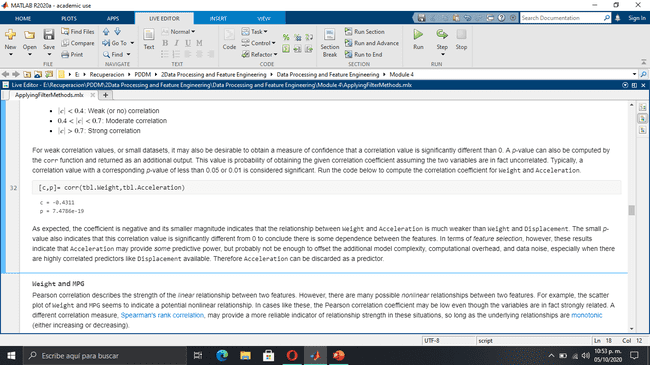 MATLAB R2020a - academic use
HOME PLOTS APPS LIVE EDITOR INSERT VIEW
Search Documentation Sign In
New Open Save Find Files Compare Print Go To Find Text Normal B I U M Code Control Refactor Section Break Run Section Run and Advance Run to End Run Step Stop
FILE NAVIGATE TEXT CODE SECTION RUN
E: Recuperacion PDDM 2Data Processing and Feature Engineering Data Processing and Feature Engineering Module 4
Live Editor - E:\Recuperacion\PDDM\2Data Processing and Feature Engineering\Data Processing and Feature Engineering\Module 4\ApplyingFilterMethods.mlx
ApplyingFilterMethods.mlx
• |c| < 0.4: Weak (or no) correlation
• 0.4 < |c| < 0.7: Moderate correlation
• |c| > 0.7: Strong correlation
For weak correlation values, or small datasets, it may also be desirable to obtain a measure of confidence that a correlation value is significantly different than 0. A p-value can also be computed by
the corr function and returned as an additional output. This value is probability of obtaining the given correlation coefficient assuming the two variables are in fact uncorrelated. Typically, a
correlation value with a corresponding p-value of less than 0.05 or 0.01 is considered significant. Run the code below to compute the correlation coefficient for Weight and Acceleration.
32 [c,p]= corr(tbl.Weight,tbl.Acceleration)
c = -0.4311
p = 7.4786e-19
As expected, the coefficient is negative and its smaller magnitude indicates that the relationship between Weight and Acceleration is much weaker than Weight and Displacement. The small p-
value also indicates that this correlation value is significantly different from 0 to conclude there is some dependence between the features. In terms of feature selection, however, these results
indicate that Acceleration may provide some predictive power, but probably not be enough to offset the additional model complexity, computational overhead, and data noise, especially when there
are highly correlated predictors like Displacement available. Therefore Acceleration can be discarded as a predictor.
Weight and MPG
Pearson correlation describes the strength of the linear relationship between two features. However, there are many possible nonlinear relationships between two features. For example, the scatter
plot of Weight and MPG seems to indicate a potential nonlinear relationship. In cases like these, the Pearson correlation coefficient may be low even though the variables are in fact strongly related. A
different correlation measure, Spearman's rank correlation, may provide a more reliable indicator of relationship strength in these situations, so long as the underlying relationships are monotonic
(either increasing or decreasing).
UTF-8 script Ln 18 Col 12
Escribe aquí para buscar
10:53 p. m.
05/10/2020